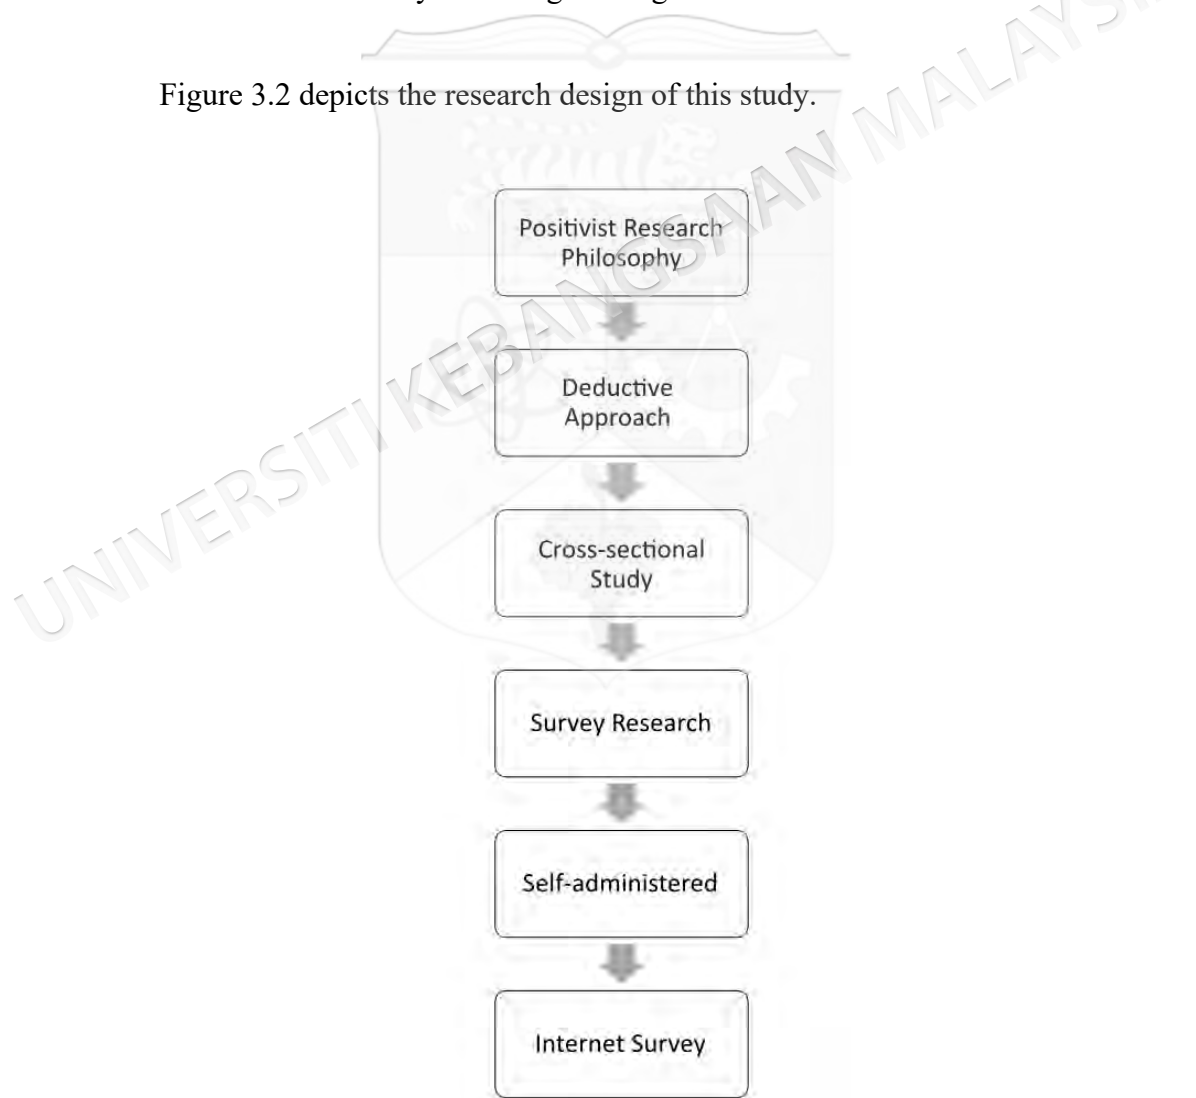 Figure 3.2 depicts the research design of this study.
UNIVERSITI KEBANGSAAN MALAYSI
Positivist Research
Philosophy
Deductive
Approach
Cross-sectional
Study
Survey Research
Self-administered
Internet Survey